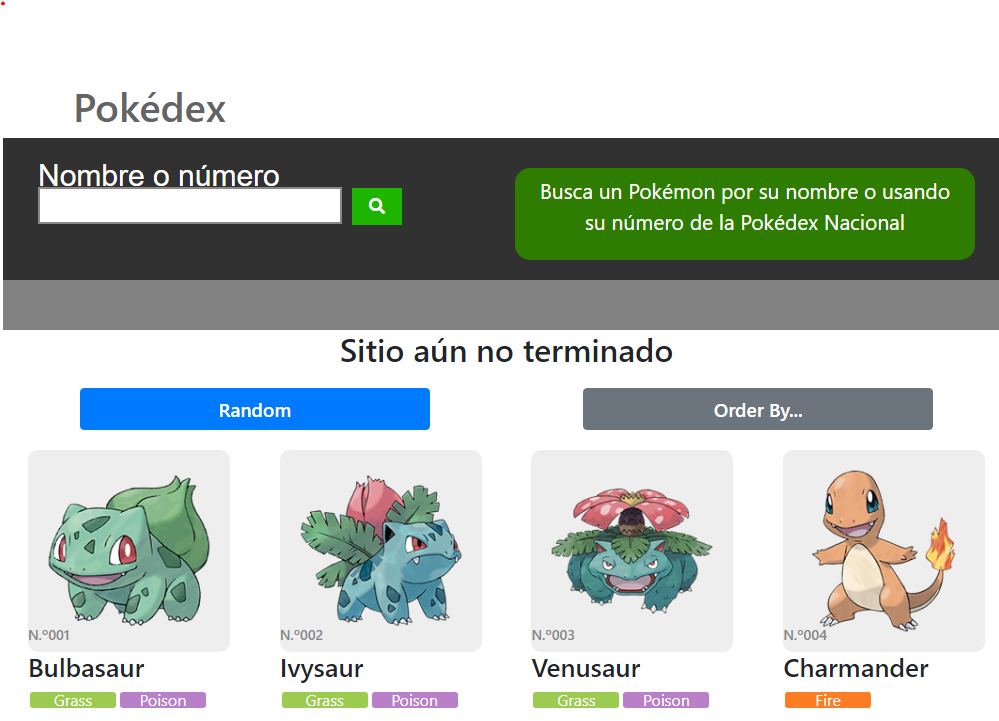 Pokédex
Nombre o número
Busca un Pokémon por su nombre o usando
su número de la Pokédex Nacional
Sitio aún no terminado
Random
Order By...
N.º001
N.º002
N.º003
N.º004
Bulbasaur
Ivysaur
Venusaur
Charmander
Grass Poison
Grass Poison
Grass Poison
Fire